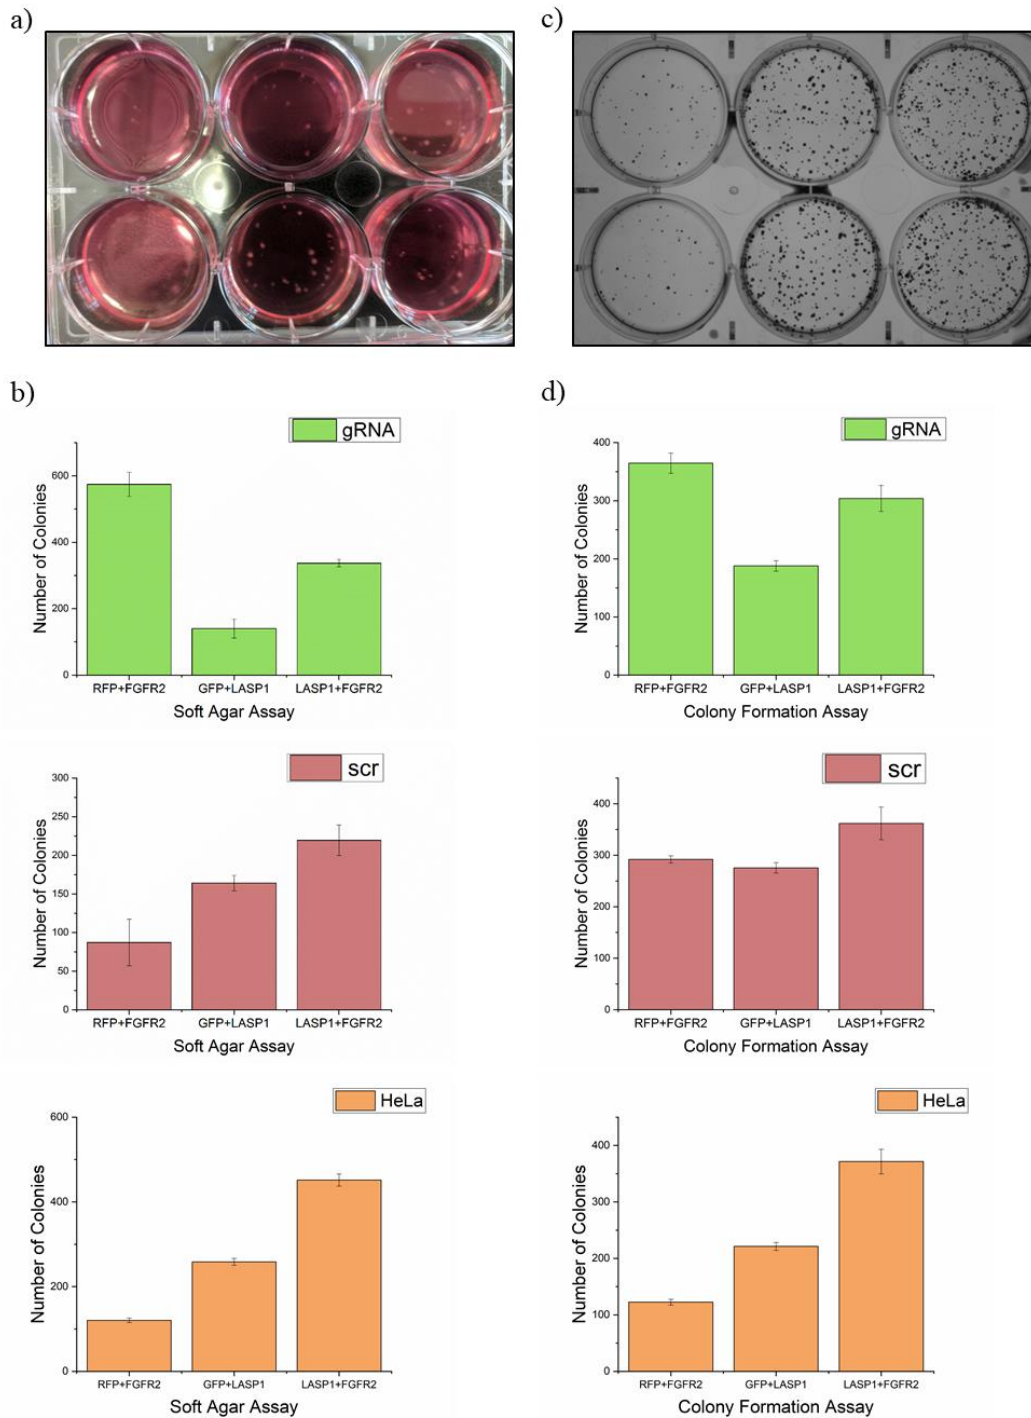 a)
c)
b)
gRNA
600
400
200
0
Number of Colonies
RFP+FGFR2 GFP+LASP1 LASP1+FGFR2
Soft Agar Assay
scr
300
250
200
150
100
50
0
Number of Colonies
RFP+FGFR2 GFP+LASP1 LASP1+FGFR2
Soft Agar Assay
HeLa
600
400
200
0
Number of Colonies
RFP+FGFR2 GFP+LASP1 LASP1+FGFR2
Soft Agar Assay
d)
gRNA
400
300
200
100
0
Number of Colonies
RFP+FGFR2 GFP+LASP1 LASP1+FGFR2
Colony Formation Assay
scr
400
300
200
100
0
Number of Colonies
RFP+FGFR2 GFP+LASP1 LASP1+FGFR2
Colony Formation Assay
HeLa
400
300
200
100
0
Number of Colonies
RFP+FGFR2 GFP+LASP1 LASP1+FGFR2
Colony Formation Assay